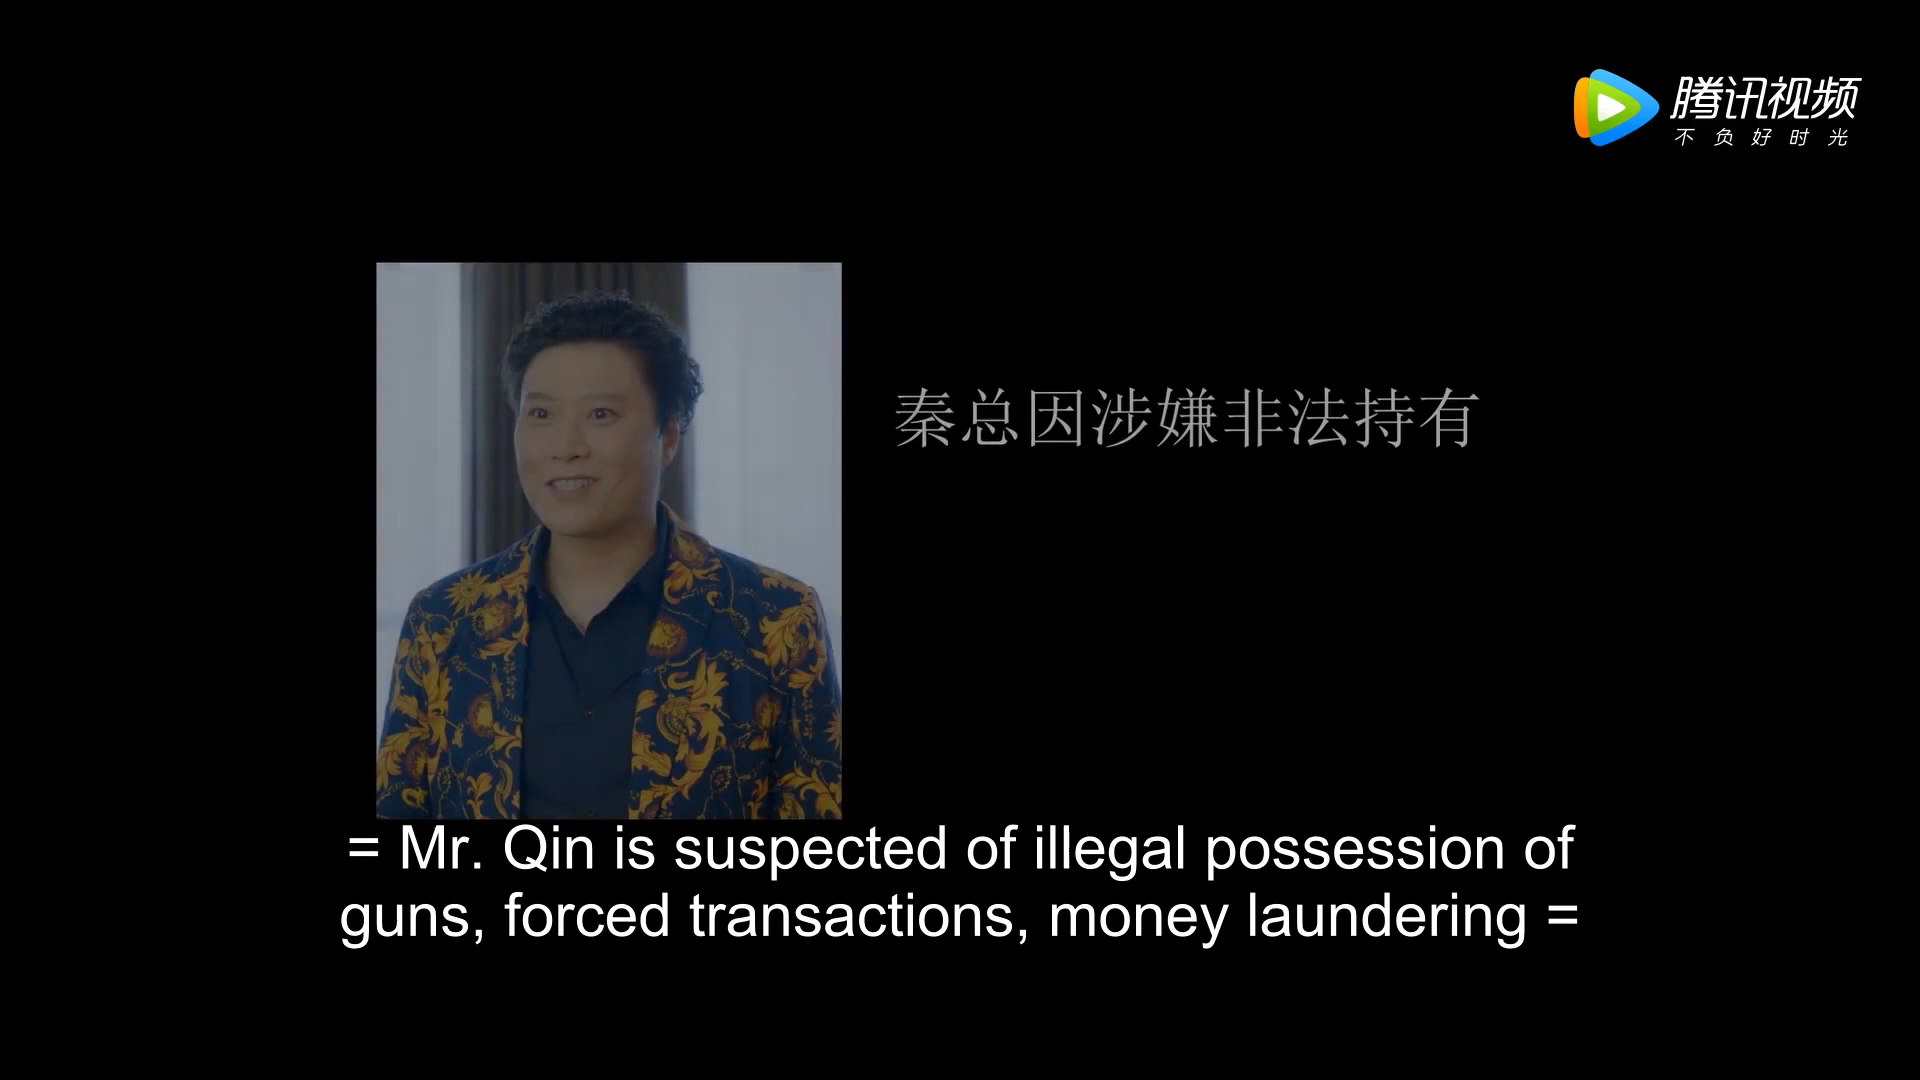 腾讯视频
不负好时光
秦总因涉嫌非法持有
= Mr. Qin is suspected of illegal possession of
guns, forced transactions, money laundering =